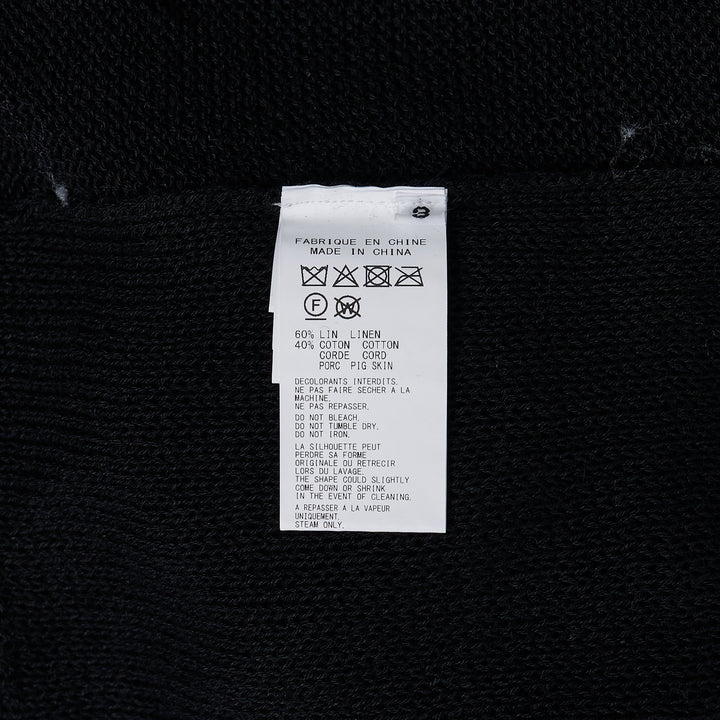 FABRIQUE EN CHINE
MADE IN CHINA
F W
60% LIN LINEN
40% COTON COTTON
CORDE CORD
PORC PIG SKIN
DECOLORANTS INTERDITS.
NE PAS FAIRE SECHER A LA
MACHINE.
NE PAS REPASSER.
DO NOT BLEACH.
DO NOT TUMBLE DRY.
DO NOT IRON.
LA SILHOUETTE PEUT
PERDRE SA FORME
ORIGINALE OU RETRECIR
LORS DU LAVAGE.
THE SHAPE COULD SLIGHTLY
COME DOWN OR SHRINK
IN THE EVENT OF CLEANING.
A REPASSER A LA VAPEUR
UNIQUEMENT.
STEAM ONLY.